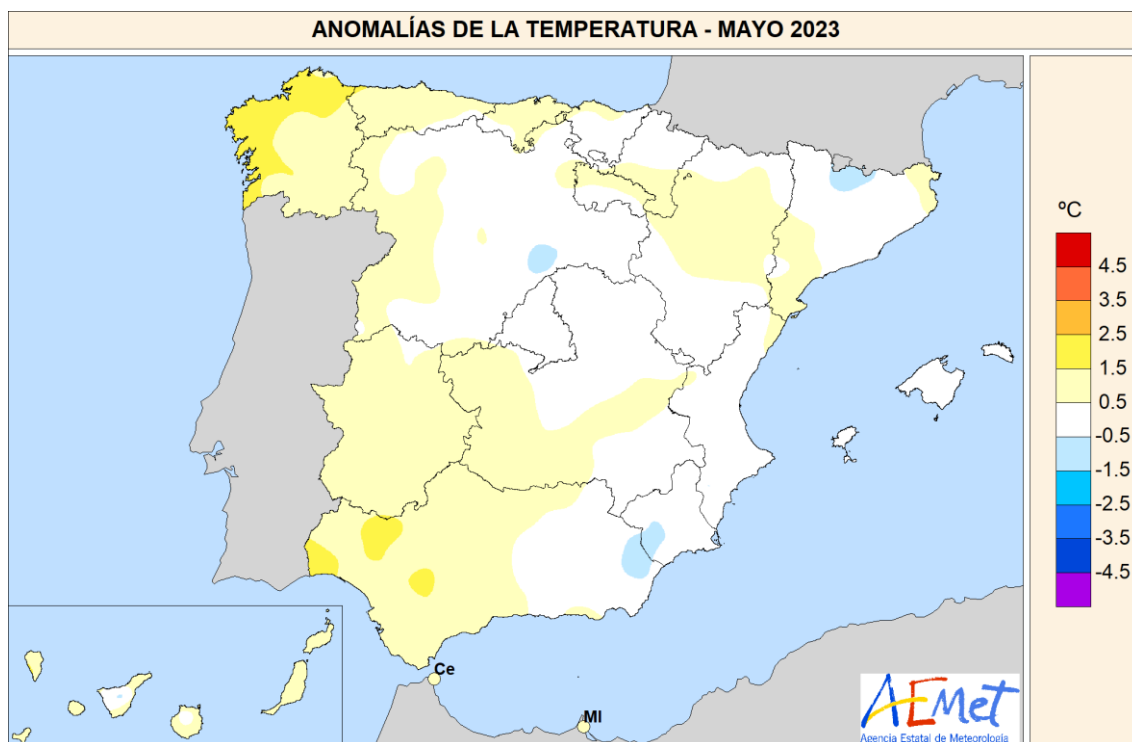 ANOMALÍAS DE LA TEMPERATURA - MAYO 2023
ºC
4.5
3.5
2.5
1.5
0.5
-0.5
-1.5
-2.5
-3.5
-4.5
Ce
Ml
AEMet
Agencia Estatal de Meteorología